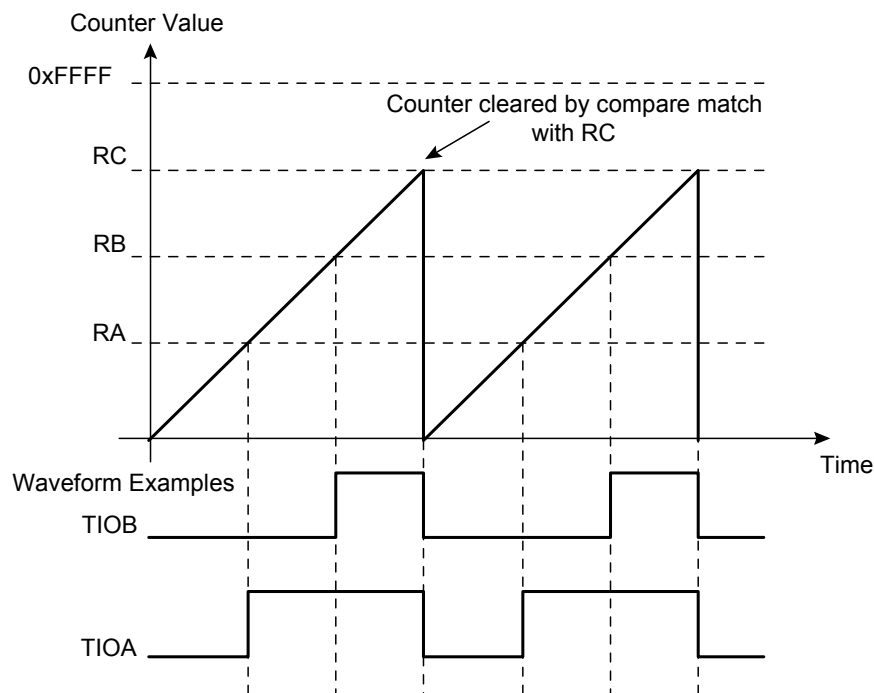 Counter Value
0xFFFF
Counter cleared by compare match
with RC
RC
RB
RA
Time
Waveform Examples
TIOB
TIOA